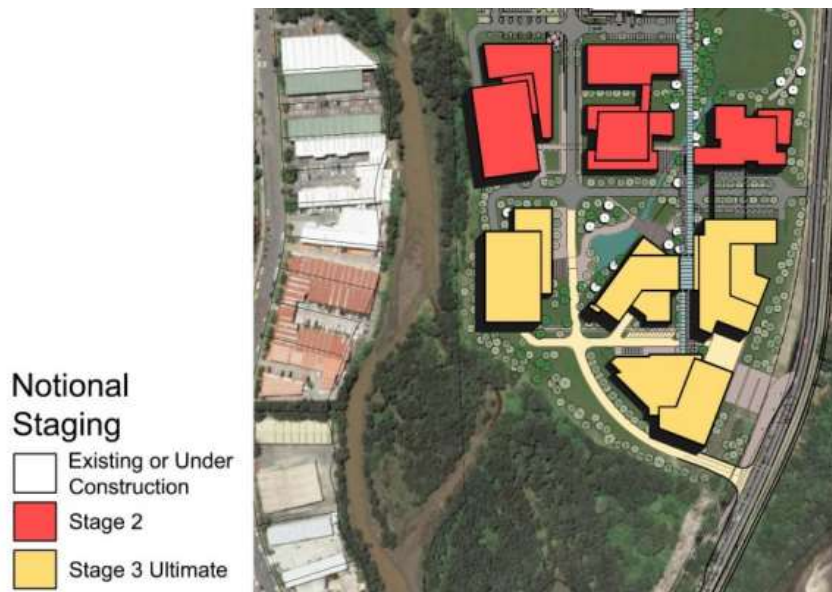 Notional
Staging
Existing or Under
Construction
Stage 2
Stage 3 Ultimate